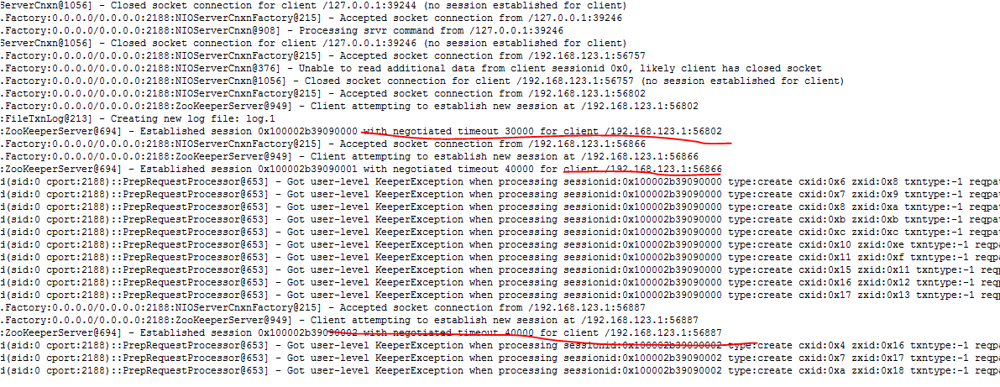 ServerCnxn@1056] - Closed socket connection for client /127.0.0.1:39244 (no session established for client)
.Factory:0.0.0.0/0.0.0.0:2188:NIOServerCnxnFactory@215] - Accepted socket connection from /127.0.0.1:39246
.Factory:0.0.0.0/0.0.0.0:2188:NIOServerCnxn@908] - Processing srvr command from /127.0.0.1:39246
ServerCnxn@1056] - Closed socket connection for client /127.0.0.1:39246 (no session established for client)
.Factory:0.0.0.0/0.0.0.0:2188:NIOServerCnxnFactory@215] - Accepted socket connection from /192.168.123.1:56757
.Factory:0.0.0.0/0.0.0.0:2188:NIOServerCnxn@376] - Unable to read additional data from client sessionid 0x0, likely client has closed socket
.Factory:0.0.0.0/0.0.0.0:2188:NIOServerCnxn@1056] - Closed socket connection for client /192.168.123.1:56757 (no session established for client)
.Factory:0.0.0.0/0.0.0.0:2188:NIOServerCnxnFactory@215] - Accepted socket connection from /192.168.123.1:56802
.Factory:0.0.0.0/0.0.0.0:2188:ZooKeeperServer@949] - Client attempting to establish new session at /192.168.123.1:56802
:FileTxnLog@213] - Creating new log file: log.1
:ZooKeeperServer@694] - Established session 0x100002b39090000 with negotiated timeout 30000 for client /192.168.123.1:56802
.Factory:0.0.0.0/0.0.0.0:2188:NIOServerCnxnFactory@215] - Accepted socket connection from /192.168.123.1:56866
.Factory:0.0.0.0/0.0.0.0:2188:ZooKeeperServer@949] - Client attempting to establish new session at /192.168.123.1:56866
:ZooKeeperServer@694] - Established session 0x100002b39090001 with negotiated timeout 40000 for client /192.168.123.1:56866
i(sid:0 cport:2188)::PrepRequestProcessor@653] - Got user-level KeeperException when processing sessionid:0x100002b39090000 type:create cxid:0x6 zxid:0x8 txntype:-1 reqpat
i(sid:0 cport:2188)::PrepRequestProcessor@653] - Got user-level KeeperException when processing sessionid:0x100002b39090000 type:create cxid:0x7 zxid:0x9 txntype:-1 reqpat
i(sid:0 cport:2188)::PrepRequestProcessor@653] - Got user-level KeeperException when processing sessionid:0x100002b39090000 type:create cxid:0x8 zxid:0xa txntype:-1 reqpat
i(sid:0 cport:2188)::PrepRequestProcessor@653] - Got user-level KeeperException when processing sessionid:0x100002b39090000 type:create cxid:0xb zxid:0xb txntype:-1 reqpat
i(sid:0 cport:2188)::PrepRequestProcessor@653] - Got user-level KeeperException when processing sessionid:0x100002b39090000 type:create cxid:0xc zxid:0xc txntype:-1 reqpat
i(sid:0 cport:2188)::PrepRequestProcessor@653] - Got user-level KeeperException when processing sessionid:0x100002b39090000 type:create cxid:0x10 zxid:0xe txntype:-1 reqpa
i(sid:0 cport:2188)::PrepRequestProcessor@653] - Got user-level KeeperException when processing sessionid:0x100002b39090000 type:create cxid:0x11 zxid:0xf txntype:-1 reqpa
i(sid:0 cport:2188)::PrepRequestProcessor@653] - Got user-level KeeperException when processing sessionid:0x100002b39090000 type:create cxid:0x15 zxid:0x11 txntype:-1 reqp
i(sid:0 cport:2188)::PrepRequestProcessor@653] - Got user-level KeeperException when processing sessionid:0x100002b39090000 type:create cxid:0x16 zxid:0x12 txntype:-1 reqp
i(sid:0 cport:2188)::PrepRequestProcessor@653] - Got user-level KeeperException when processing sessionid:0x100002b39090000 type:create cxid:0x17 zxid:0x13 txntype:-1 reqp
.Factory:0.0.0.0/0.0.0.0:2188:NIOServerCnxnFactory@215] - Accepted socket connection from /192.168.123.1:56887
.Factory:0.0.0.0/0.0.0.0:2188:ZooKeeperServer@949] - Client attempting to establish new session at /192.168.123.1:56887
:ZooKeeperServer@694] - Established session 0x100002b39090002 with negotiated timeout 40000 for client /192.168.123.1:56887
i(sid:0 cport:2188)::PrepRequestProcessor@653] - Got user-level KeeperException when processing sessionid:0x100002b39090002 type:create cxid:0x4 zxid:0x16 txntype:-1 reqpa
i(sid:0 cport:2188)::PrepRequestProcessor@653] - Got user-level KeeperException when processing sessionid:0x100002b39090002 type:create cxid:0x7 zxid:0x17 txntype:-1 reqpa
i(sid:0 cport:2188)::PrepRequestProcessor@653] - Got user-level KeeperException when processing sessionid:0x100002b39090002 type:create cxid:0xa zxid:0x18 txntype:-1 reqpa